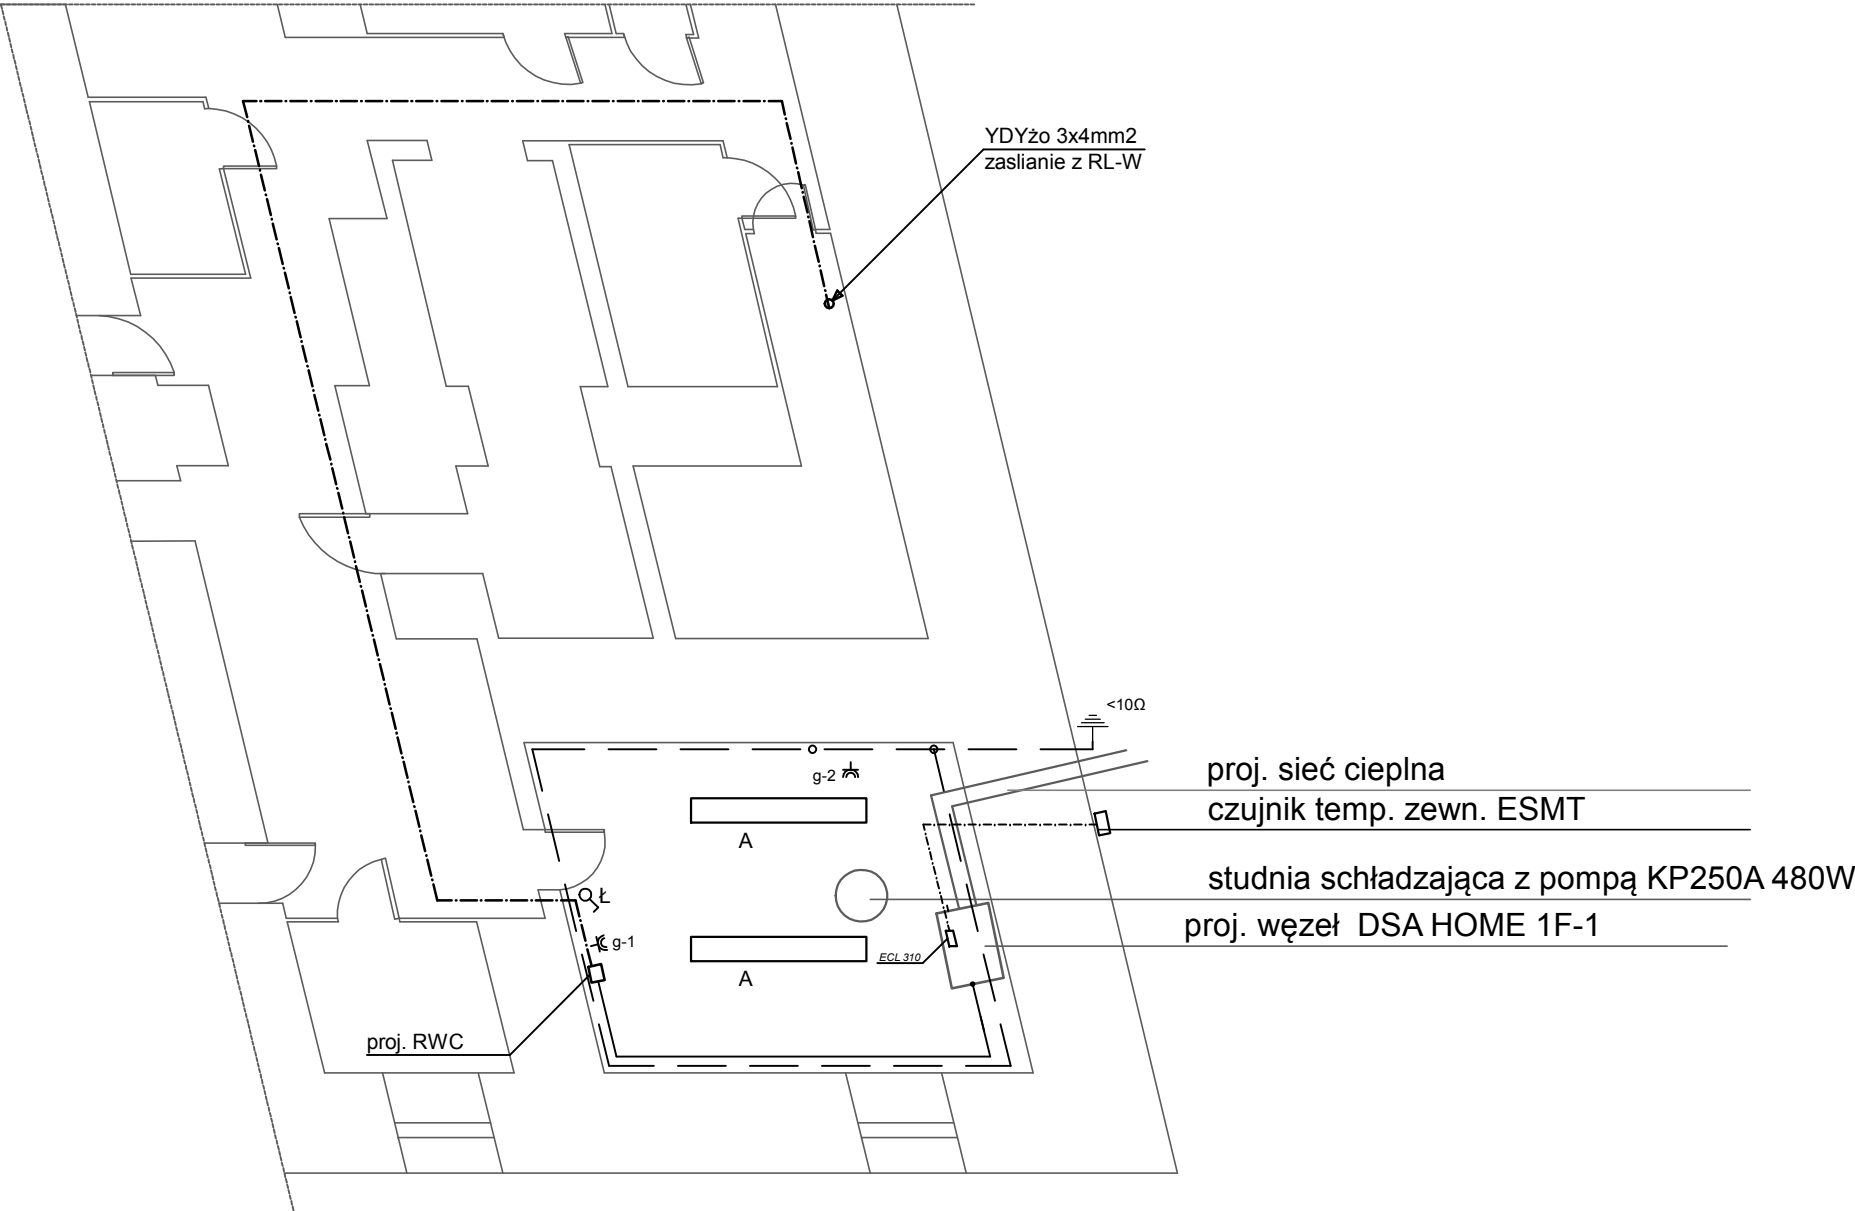 YDYżo 3x4mm2
zaslianie z RL-W
<10Ω
g-2
proj. sieć cieplna
czujnik temp. zewn. ESMT
A
studnia schładzająca z pompą KP250A 480W
Ł
proj. węzeł DSA HOME 1F-1
g-1
ECL 310
A
proj. RWC